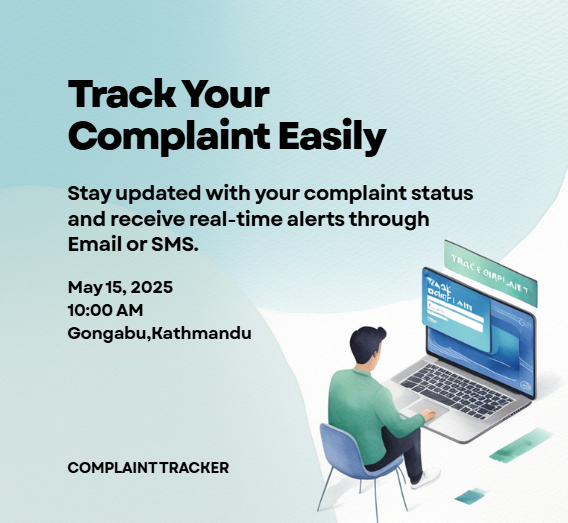 Track Your
Complaint Easily
Stay updated with your complaint status
and receive real-time alerts through
Email or SMS.
May 15, 2025
10:00 AM
Gongabu,Kathmandu
COMPLAINT TRACKER